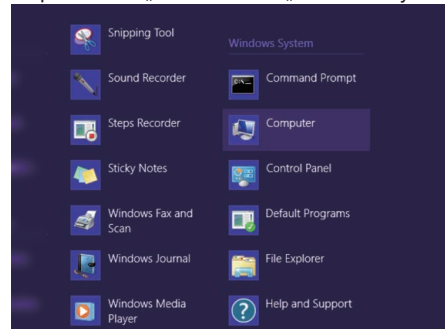 Snipping Tool
Sound Recorder
Steps Recorder
Sticky Notes
Windows Fax and
Scan
Windows Journal
Windows Media
Player
Windows System
Command Prompt
Computer
Control Panel
Default Programs
File Explorer
Help and Support